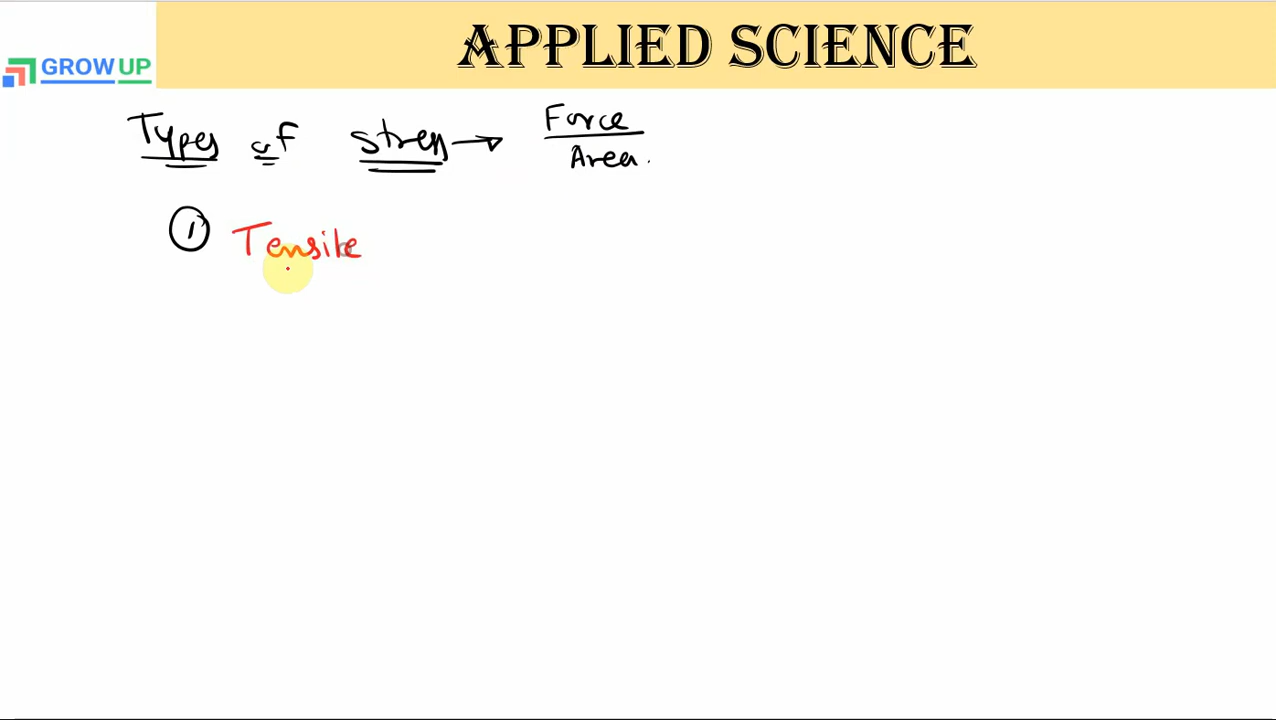 GROW UP
APPLIED SCIENCE
Types of stress → Force
Area.
① Tensile